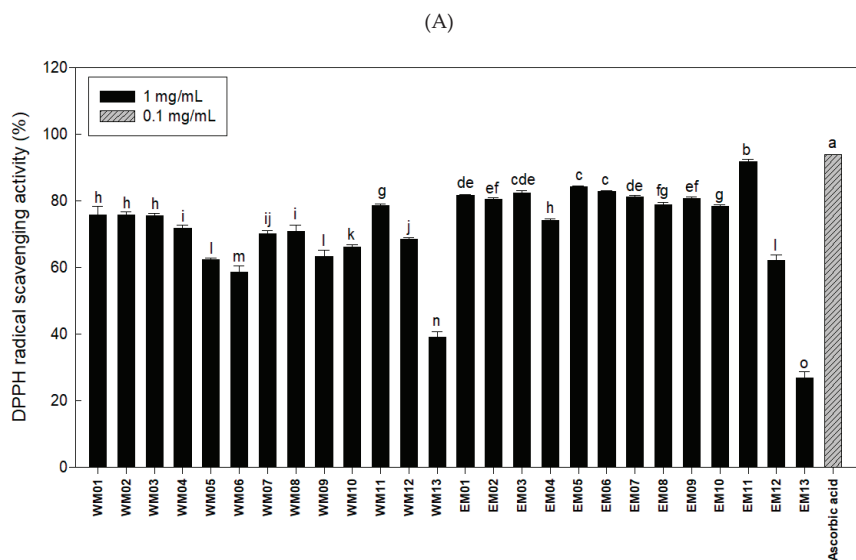 (A)
DPPH radical scavenging activity (%)
120
100
80
60
40
20
0
1 mg/mL
0.1 mg/mL
h h h i l m ij i l k g j n de ef cde h c c de fg ef g b l o a
WM01 WM02 WM03 WM04 WM05 WM06 WM07 WM08 WM09 WM10 WM11 WM12 WM13 EM01 EM02 EM03 EM04 EM05 EM06 EM07 EM08 EM09 EM10 EM11 EM12 EM13 Ascorbic acid